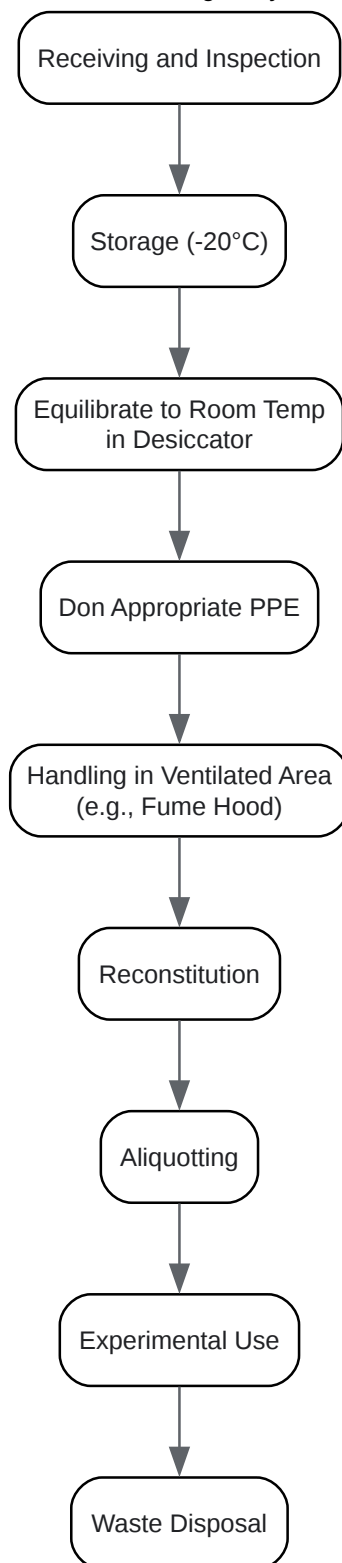 Receiving and Inspection
Storage (-20°C)
Equilibrate to Room Temp
in Desiccator
Don Appropriate PPE
Handling in Ventilated Area
(e.g., Fume Hood)
Reconstitution
Aliquotting
Experimental Use
Waste Disposal